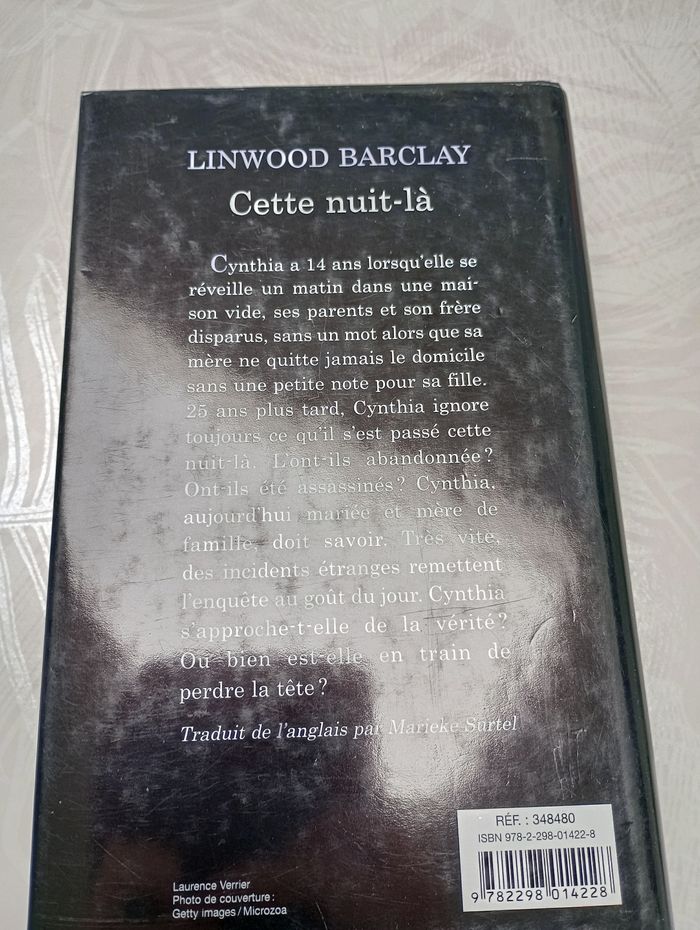 LINWOOD BARCLAY
Cette nuit-là
Cynthia a 14 ans lorsqu'elle se
réveille un matin dans une mai-
son vide, ses parents et son frère
disparus, sans un mot alors que sa
mère ne quitte jamais le domicile
sans une petite note pour sa fille.
25 ans plus tard, Cynthia ignore
toujours ce qu'il s'est passé cette
nuit-là. L'ont-ils abandonnée ?
Ont-ils été assassinés ? Cynthia,
aujourd'hui mariée et mère de
famille, doit savoir. Très vite,
des incidents étranges remettent
l'enquête au goût du jour. Cynthia
s'approche-t-elle de la vérité ?
Ou bien est-elle en train de
perdre la tête ?
Traduit de l'anglais par Marieke Surtel
RÉF. : 348480
ISBN 978-2-298-01422-8
9 782298 014228
Laurence Verrier
Photo de couverture :
Getty images / Microzoa